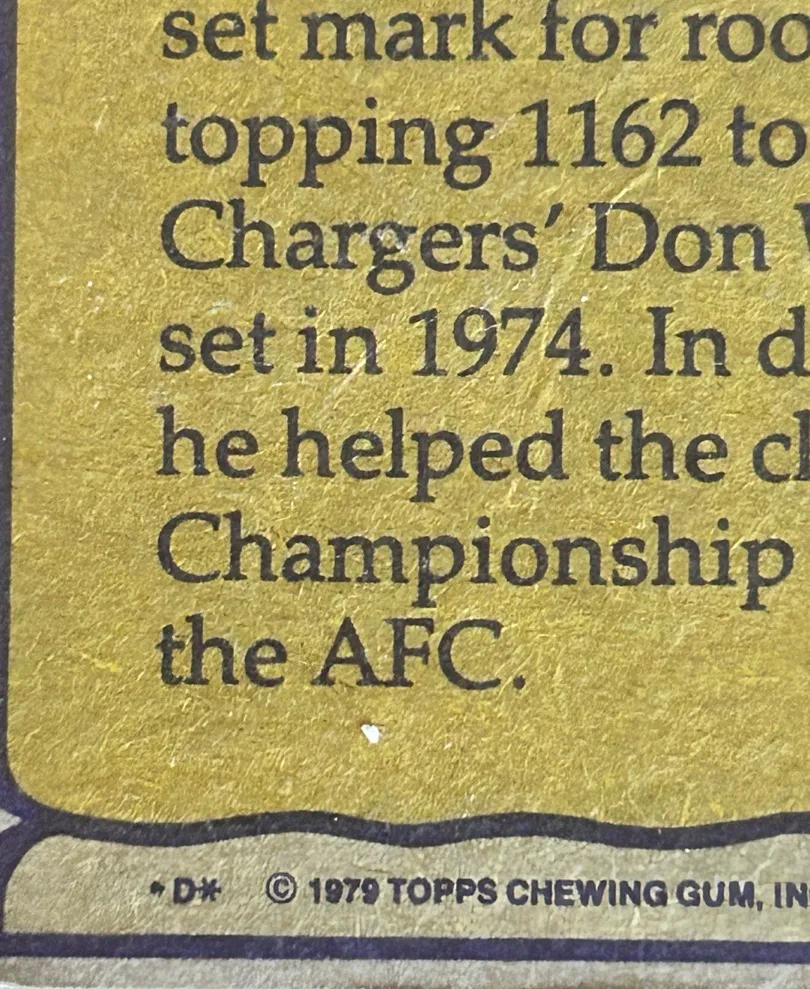 set mark for roo
topping 1162 to
Chargers' Don
set in 1974. In d
he helped the cl
Championship
the AFC.
* D* © 1979 TOPPS CHEWING GUM, IN